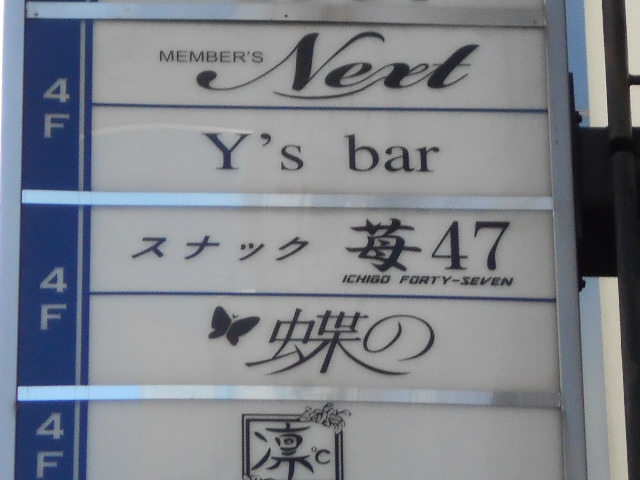 MEMBER'S Next
4F
Y's bar
スナック 苺47
ICHIGO FORTY-SEVEN
4F
蝶の
4F
凛℃